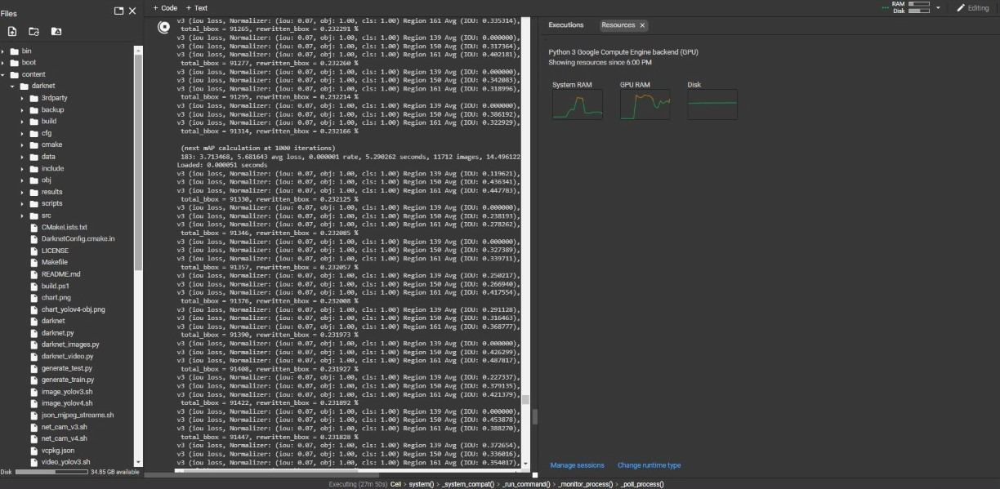 Files
bin
boot
content
darknet
3rdparty
backup
build
cfg
cmake
data
include
obj
results
scripts
src
CMakeLists.txt
DarknetConfig.cmake.in
LICENSE
Makefile
README.md
build.ps1
chart.png
chart_yolov4-obj.png
darknet
darknet.py
darknet_images.py
darknet_video.py
generate_test.py
generate_train.py
image_yolov3.sh
image_yolov4.sh
json_mjpeg_streams.sh
net_cam_v3.sh
net_cam_v4.sh
vcpkg.json
video_yolov3.sh
Disk 34.85 GB available
+ Code + Text
v3 (iou loss, Normalizer: (iou: 0.07, obj: 1.00, cls: 1.00) Region 161 Avg (IOU: 0.335314),
total_bbox = 91265, rewritten_bbox = 0.232291 %
v3 (iou loss, Normalizer: (iou: 0.07, obj: 1.00, cls: 1.00) Region 139 Avg (IOU: 0.000000),
v3 (iou loss, Normalizer: (iou: 0.07, obj: 1.00, cls: 1.00) Region 150 Avg (IOU: 0.317364),
v3 (iou loss, Normalizer: (iou: 0.07, obj: 1.00, cls: 1.00) Region 161 Avg (IOU: 0.402181),
total_bbox = 91277, rewritten_bbox = 0.232260 %
v3 (iou loss, Normalizer: (iou: 0.07, obj: 1.00, cls: 1.00) Region 139 Avg (IOU: 0.000000),
v3 (iou loss, Normalizer: (iou: 0.07, obj: 1.00, cls: 1.00) Region 150 Avg (IOU: 0.342083),
v3 (iou loss, Normalizer: (iou: 0.07, obj: 1.00, cls: 1.00) Region 161 Avg (IOU: 0.318996),
total_bbox = 91295, rewritten_bbox = 0.232214 %
v3 (iou loss, Normalizer: (iou: 0.07, obj: 1.00, cls: 1.00) Region 139 Avg (IOU: 0.000000),
v3 (iou loss, Normalizer: (iou: 0.07, obj: 1.00, cls: 1.00) Region 150 Avg (IOU: 0.386192),
v3 (iou loss, Normalizer: (iou: 0.07, obj: 1.00, cls: 1.00) Region 161 Avg (IOU: 0.322929),
total_bbox = 91314, rewritten_bbox = 0.232166 %
(next mAP calculation at 1000 iterations)
183: 3.713468, 5.681643 avg loss, 0.000001 rate, 5.290262 seconds, 11712 images, 14.496122
Loaded: 0.000051 seconds
v3 (iou loss, Normalizer: (iou: 0.07, obj: 1.00, cls: 1.00) Region 139 Avg (IOU: 0.119621),
v3 (iou loss, Normalizer: (iou: 0.07, obj: 1.00, cls: 1.00) Region 150 Avg (IOU: 0.436341),
v3 (iou loss, Normalizer: (iou: 0.07, obj: 1.00, cls: 1.00) Region 161 Avg (IOU: 0.447783),
total_bbox = 91330, rewritten_bbox = 0.232125 %
v3 (iou loss, Normalizer: (iou: 0.07, obj: 1.00, cls: 1.00) Region 139 Avg (IOU: 0.000000),
v3 (iou loss, Normalizer: (iou: 0.07, obj: 1.00, cls: 1.00) Region 150 Avg (IOU: 0.238193),
v3 (iou loss, Normalizer: (iou: 0.07, obj: 1.00, cls: 1.00) Region 161 Avg (IOU: 0.278262),
total_bbox = 91346, rewritten_bbox = 0.232085 %
v3 (iou loss, Normalizer: (iou: 0.07, obj: 1.00, cls: 1.00) Region 139 Avg (IOU: 0.000000),
v3 (iou loss, Normalizer: (iou: 0.07, obj: 1.00, cls: 1.00) Region 150 Avg (IOU: 0.327389),
v3 (iou loss, Normalizer: (iou: 0.07, obj: 1.00, cls: 1.00) Region 161 Avg (IOU: 0.339711),
total_bbox = 91357, rewritten_bbox = 0.232057 %
v3 (iou loss, Normalizer: (iou: 0.07, obj: 1.00, cls: 1.00) Region 139 Avg (IOU: 0.250217),
v3 (iou loss, Normalizer: (iou: 0.07, obj: 1.00, cls: 1.00) Region 150 Avg (IOU: 0.266940),
v3 (iou loss, Normalizer: (iou: 0.07, obj: 1.00, cls: 1.00) Region 161 Avg (IOU: 0.417554),
total_bbox = 91376, rewritten_bbox = 0.232008 %
v3 (iou loss, Normalizer: (iou: 0.07, obj: 1.00, cls: 1.00) Region 139 Avg (IOU: 0.291128),
v3 (iou loss, Normalizer: (iou: 0.07, obj: 1.00, cls: 1.00) Region 150 Avg (IOU: 0.316463),
v3 (iou loss, Normalizer: (iou: 0.07, obj: 1.00, cls: 1.00) Region 161 Avg (IOU: 0.368777),
total_bbox = 91390, rewritten_bbox = 0.231973 %
v3 (iou loss, Normalizer: (iou: 0.07, obj: 1.00, cls: 1.00) Region 139 Avg (IOU: 0.000000),
v3 (iou loss, Normalizer: (iou: 0.07, obj: 1.00, cls: 1.00) Region 150 Avg (IOU: 0.426299),
v3 (iou loss, Normalizer: (iou: 0.07, obj: 1.00, cls: 1.00) Region 161 Avg (IOU: 0.487817),
total_bbox = 91408, rewritten_bbox = 0.231927 %
v3 (iou loss, Normalizer: (iou: 0.07, obj: 1.00, cls: 1.00) Region 139 Avg (IOU: 0.227337),
v3 (iou loss, Normalizer: (iou: 0.07, obj: 1.00, cls: 1.00) Region 150 Avg (IOU: 0.379135),
v3 (iou loss, Normalizer: (iou: 0.07, obj: 1.00, cls: 1.00) Region 161 Avg (IOU: 0.421379),
total_bbox = 91422, rewritten_bbox = 0.231892 %
v3 (iou loss, Normalizer: (iou: 0.07, obj: 1.00, cls: 1.00) Region 139 Avg (IOU: 0.000000),
v3 (iou loss, Normalizer: (iou: 0.07, obj: 1.00, cls: 1.00) Region 150 Avg (IOU: 0.453878),
v3 (iou loss, Normalizer: (iou: 0.07, obj: 1.00, cls: 1.00) Region 161 Avg (IOU: 0.388270),
total_bbox = 91447, rewritten_bbox = 0.231828 %
v3 (iou loss, Normalizer: (iou: 0.07, obj: 1.00, cls: 1.00) Region 139 Avg (IOU: 0.372654),
v3 (iou loss, Normalizer: (iou: 0.07, obj: 1.00, cls: 1.00) Region 150 Avg (IOU: 0.336016),
v3 (iou loss, Normalizer: (iou: 0.07, obj: 1.00, cls: 1.00) Region 161 Avg (IOU: 0.354017),
RAM
Disk
Editing
Executions Resources
Python 3 Google Compute Engine backend (GPU)
Showing resources since 6:00 PM
System RAM GPU RAM Disk
Manage sessions Change runtime type
Executing (27m 50s) Cell > system() > _system_compat() > _run_command() > _monitor_process() > _poll_process()